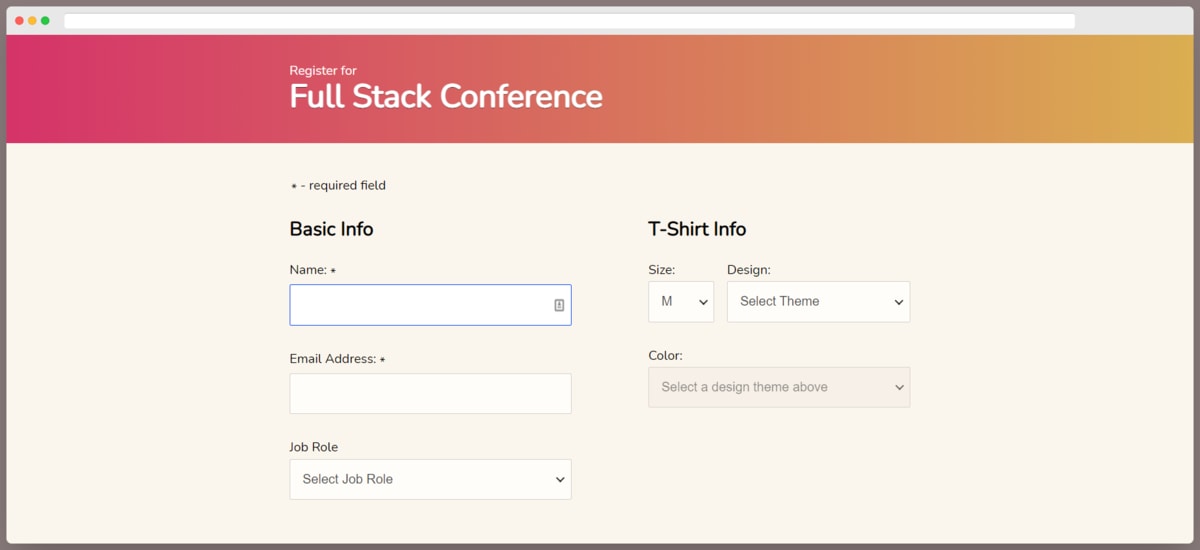 Register for
Full Stack Conference
* - required field
Basic Info
Name: *
Email Address: *
Job Role
Select Job Role
T-Shirt Info
Size:
Design:
M
Select Theme
Color:
Select a design theme above